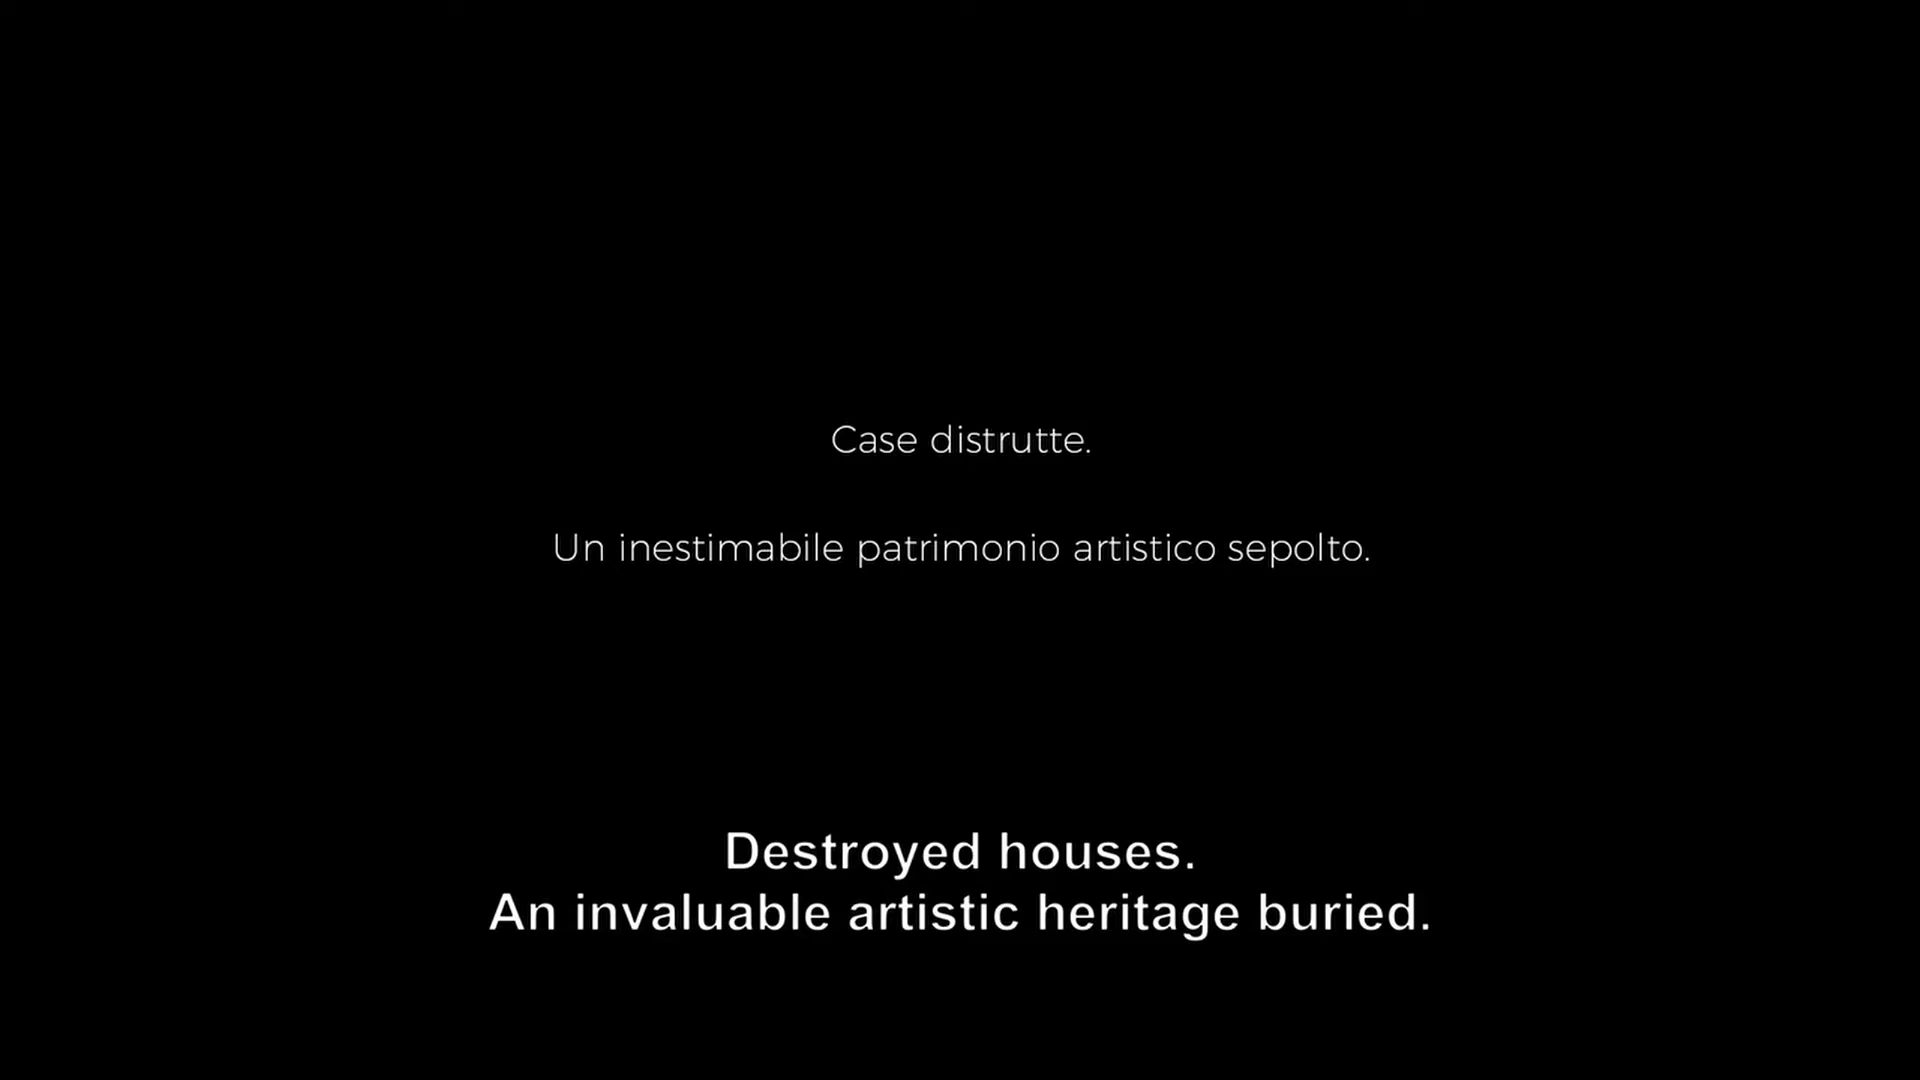 Case distrutte.
Un inestimabile patrimonio artistico sepolto.
Destroyed houses.
An invaluable artistic heritage buried.